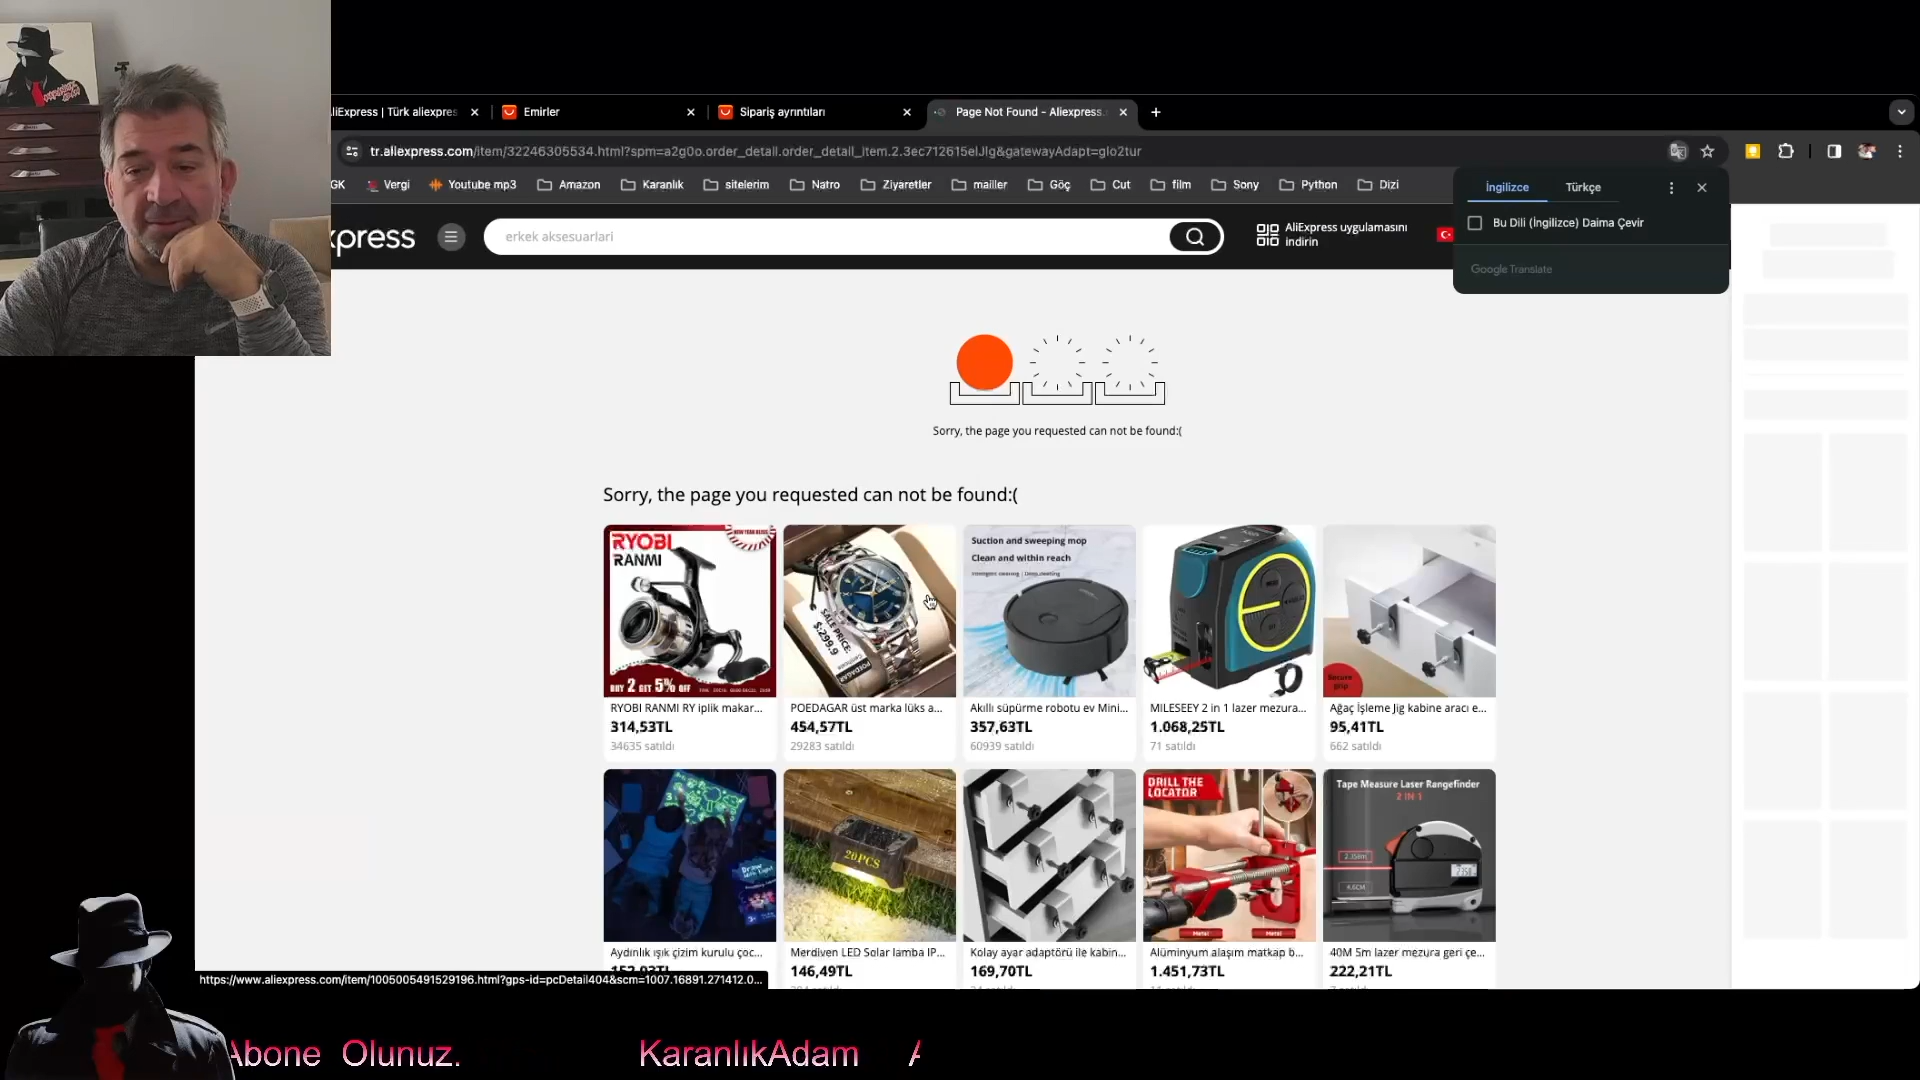 AliExpress | Türk aliexpres
Emirler
Sipariş ayrıntıları
Page Not Found - Aliexpress.
tr.aliexpress.com/item/32246305534.html?spm=a2g0o.order_detail.order_detail_item.2.3ec712615elJlg&gatewayAdapt=glo2tur
GK
Vergi
Youtube mp3
Amazon
Karanlık
sitelerim
Natro
Ziyaretler
mailler
Göç
Cut
film
Sony
Python
Dizi
İngilizce
Türkçe
Bu Dili (İngilizce) Daima Çevir
Google Translate
xpress
erkek aksesuarlari
AliExpress uygulamasını
indirin
Sorry, the page you requested can not be found:(
Sorry, the page you requested can not be found:(
RYOBI
RANMI
NEW YEAR RESET
BUY 2 GET 5% OFF
SALE PRICE:
$:299.9
POEDAGAR
Suction and sweeping mop
Clean and within reach
Secure
grip
RYOBI RANMI RY iplik makar...
314,53TL
34635 satıldı
POEDAGAR üst marka lüks a...
454,57TL
29283 satıldı
Akıllı süpürme robotu ev Mini...
357,63TL
60939 satıldı
MILESEEY 2 in 1 lazer mezura...
1.068,25TL
71 satıldı
Ağaç İşleme Jig kabine aracı e...
95,41TL
662 satıldı
20PCS
DRILL THE
LOCATOR
Metal
Metal
Tape Measure Laser Rangefinder
2 IN 1
Aydınlık ışık çizim kurulu çoc...
152,93TL
Merdiven LED Solar lamba IP...
146,49TL
Kolay ayar adaptörü ile kabin...
169,70TL
Alüminyum alaşım matkap b...
1.451,73TL
40M 5m lazer mezura geri çe...
222,21TL
https://www.aliexpress.com/item/1005005491529196.html?gps-id=pcDetail404&scm=1007.16891.271412.0...
Abone Olunuz.
KaranlıkAdam